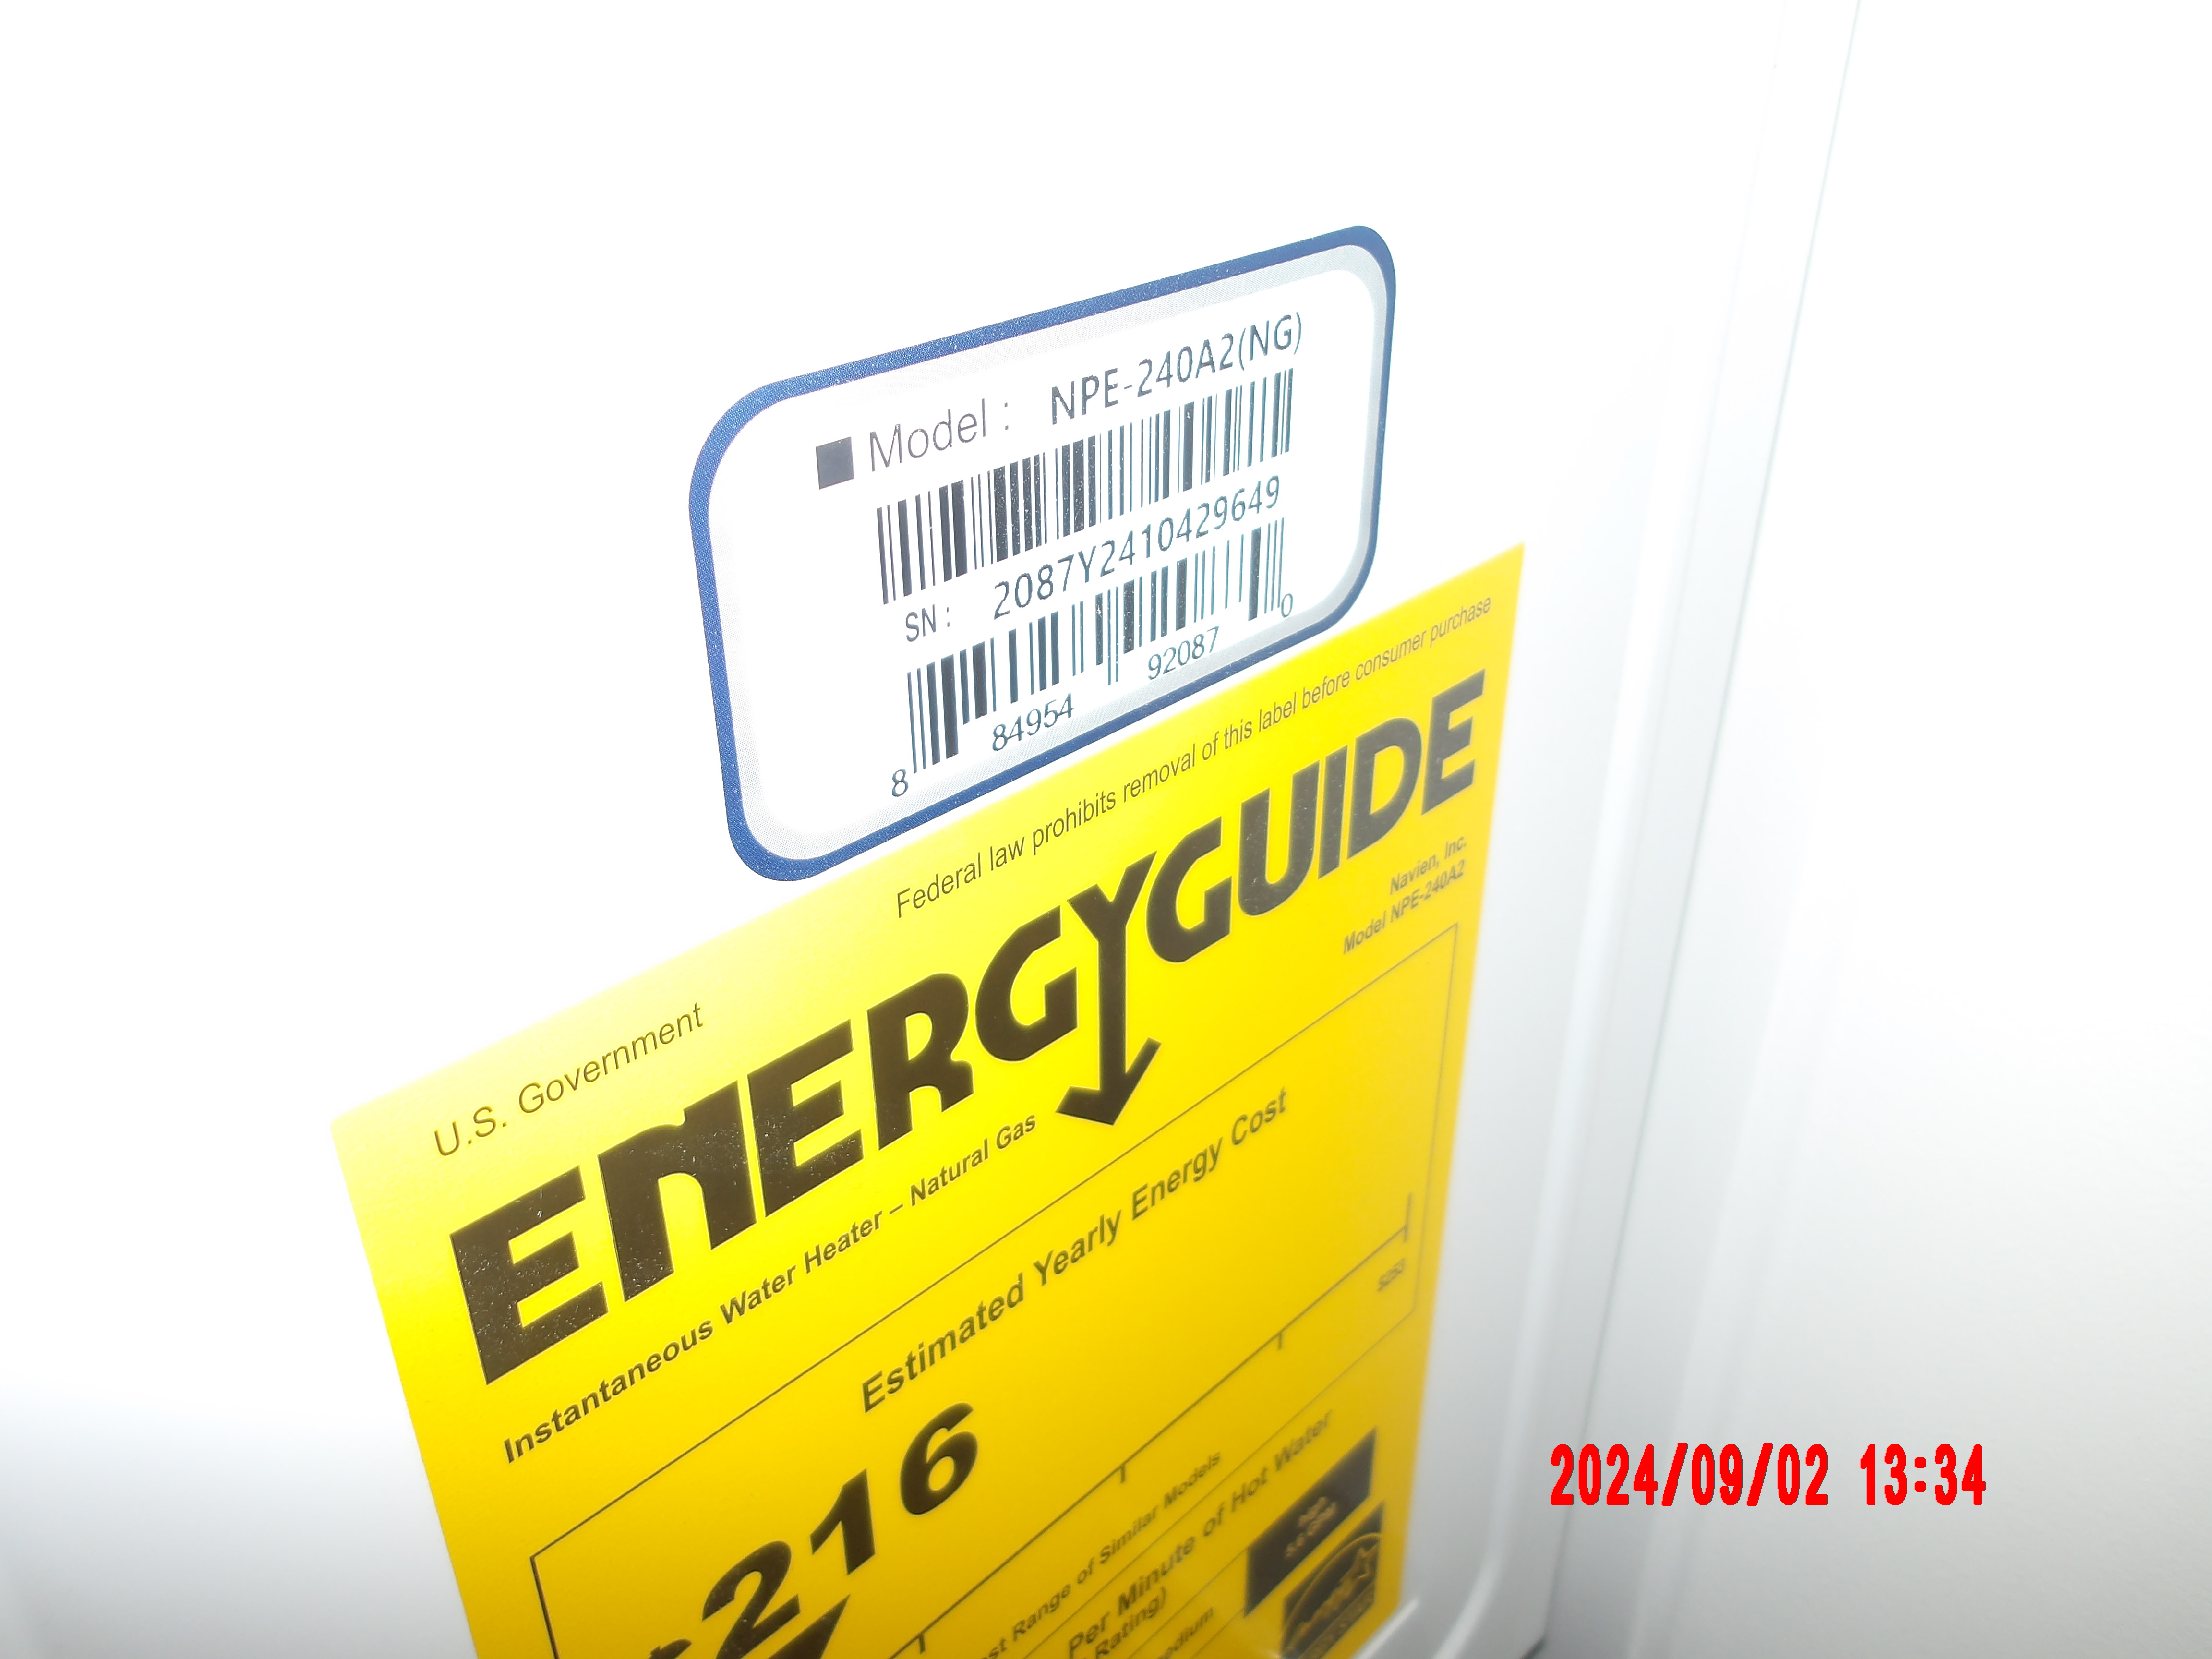 ■ Model : NPE-240A2(NG)
SN : 2087Y2410429649
8 84954 92087 0
U.S. Government
Federal law prohibits removal of this label before consumer purchase
ENERGYGUIDE
Instantaneous Water Heater – Natural Gas
Navien, Inc.
Model NPE-240A2
Estimated Yearly Energy Cost
216
$253
Range of Similar Models
Per Minute of Hot Water
Rating)
2024/09/02 13:34